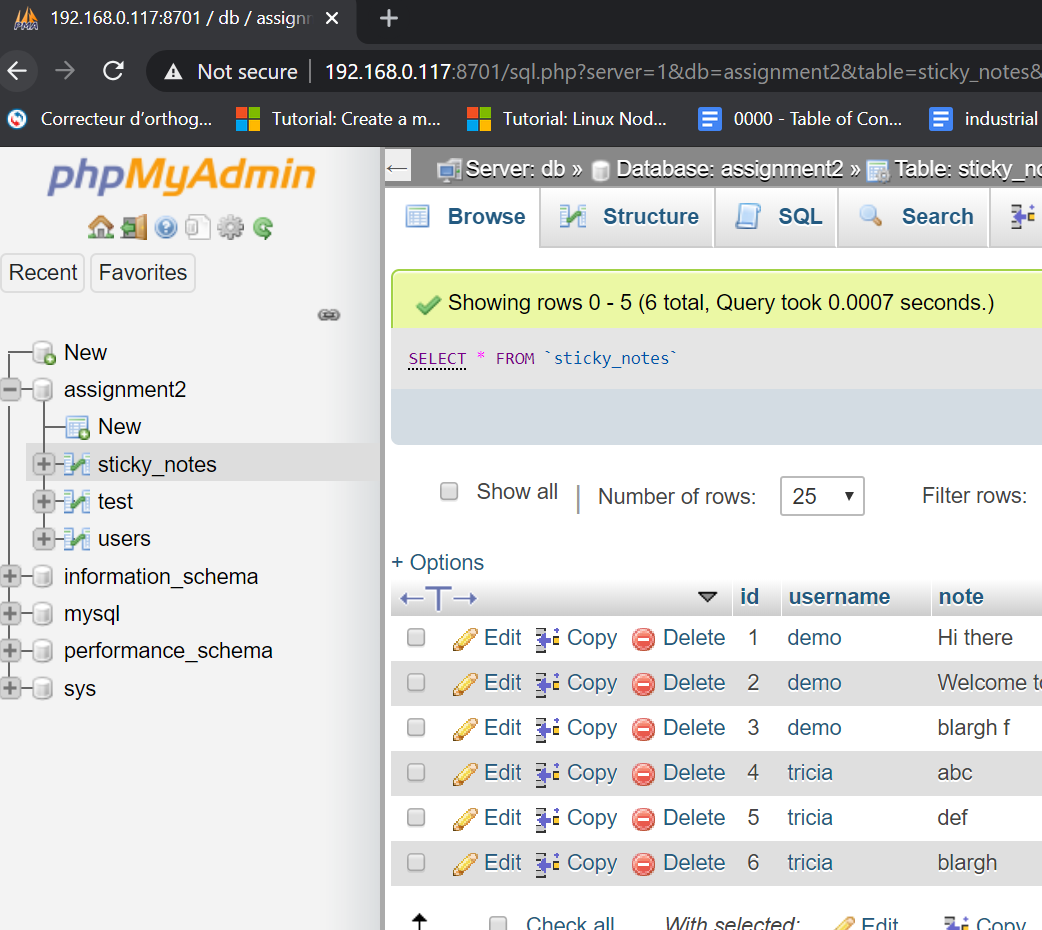 192.168.0.117:8701 / db / assignm
Not secure 192.168.0.117:8701/sql.php?server=1&db=assignment2&table=sticky_notes&
Correcteur d'orthog... Tutorial: Create a m... Tutorial: Linux Nod... 0000 - Table of Con... industrial
phpMyAdmin
Recent Favorites
New
assignment2
New
sticky_notes
test
users
information_schema
mysql
performance_schema
sys
Server: db » Database: assignment2 » Table: sticky_no
Browse Structure SQL Search
Showing rows 0 - 5 (6 total, Query took 0.0007 seconds.)
SELECT * FROM `sticky_notes`
Show all Number of rows: 25 Filter rows:
+ Options
←T→ id username note
Edit Copy Delete 1 demo Hi there
Edit Copy Delete 2 demo Welcome to
Edit Copy Delete 3 demo blargh f
Edit Copy Delete 4 tricia abc
Edit Copy Delete 5 tricia def
Edit Copy Delete 6 tricia blargh
Check all With selected: Edit Copy